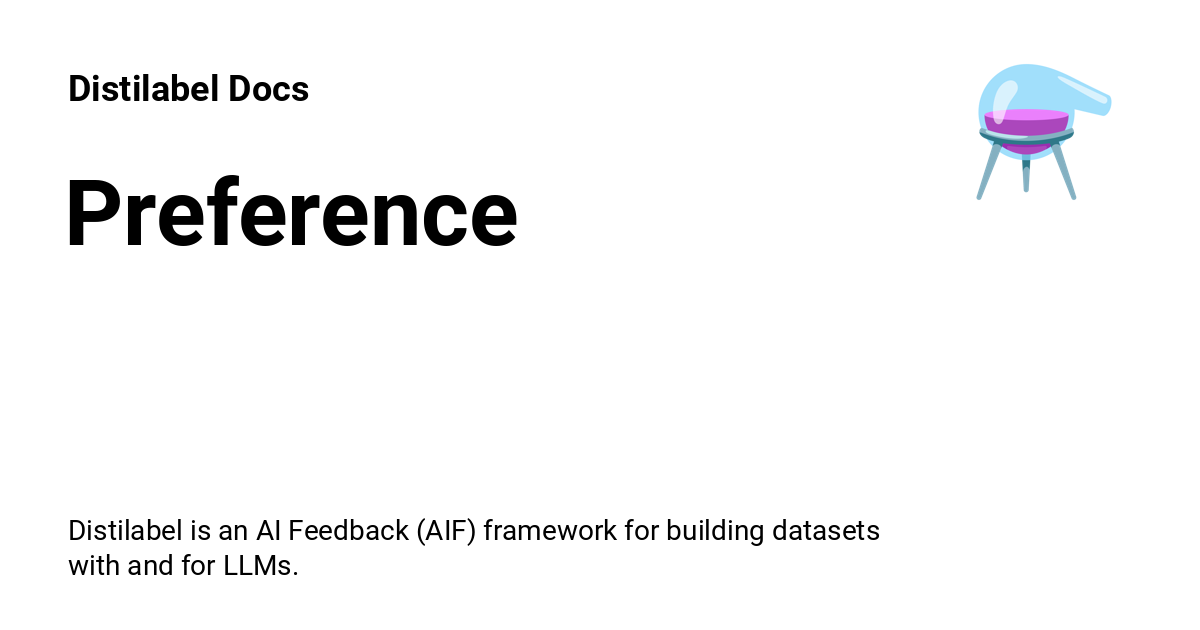 Distilabel Docs
Preference
Distilabel is an AI Feedback (AIF) framework for building datasets
with and for LLMs.